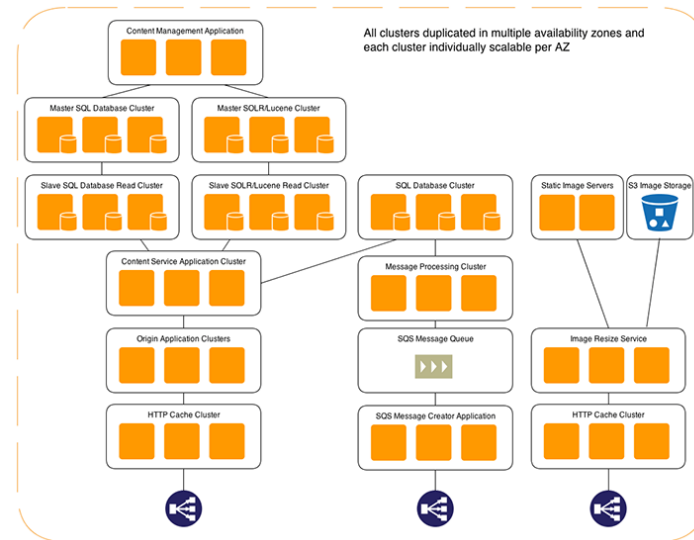 Content Management Application
All clusters duplicated in multiple availability zones and
each cluster individually scalable per AZ
Master SQL Database Cluster
Master SOLR/Lucene Cluster
Slave SQL Database Read Cluster
Slave SOLR/Lucene Read Cluster
SQL Database Cluster
Static Image Servers
S3 Image Storage
Content Service Application Cluster
Message Processing Cluster
Origin Application Clusters
SQS Message Queue
Image Resize Service
HTTP Cache Cluster
SQS Message Creator Application
HTTP Cache Cluster